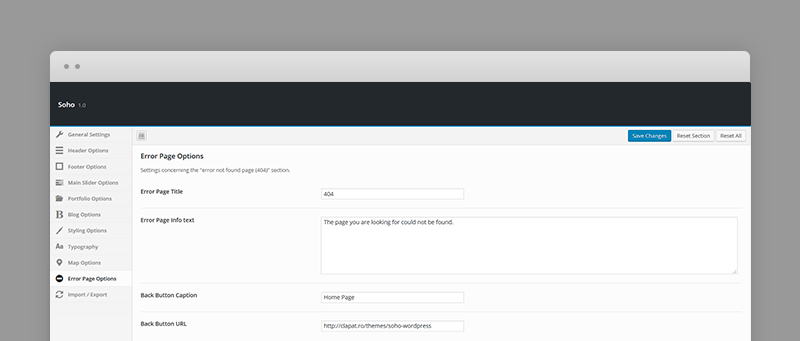 Soho 1.0
Save Changes Reset Section Reset All
General Settings
Header Options
Footer Options
Main Slider Options
Portfolio Options
Blog Options
Styling Options
Aa Typography
Map Options
Error Page Options
Import / Export
Error Page Options
Settings concerning the "error not found page (404)" section.
Error Page Title 404
Error Page Info text The page you are looking for could not be found.
Back Button Caption Home Page
Back Button URL http://clapat.ro/themes/soho-wordpress